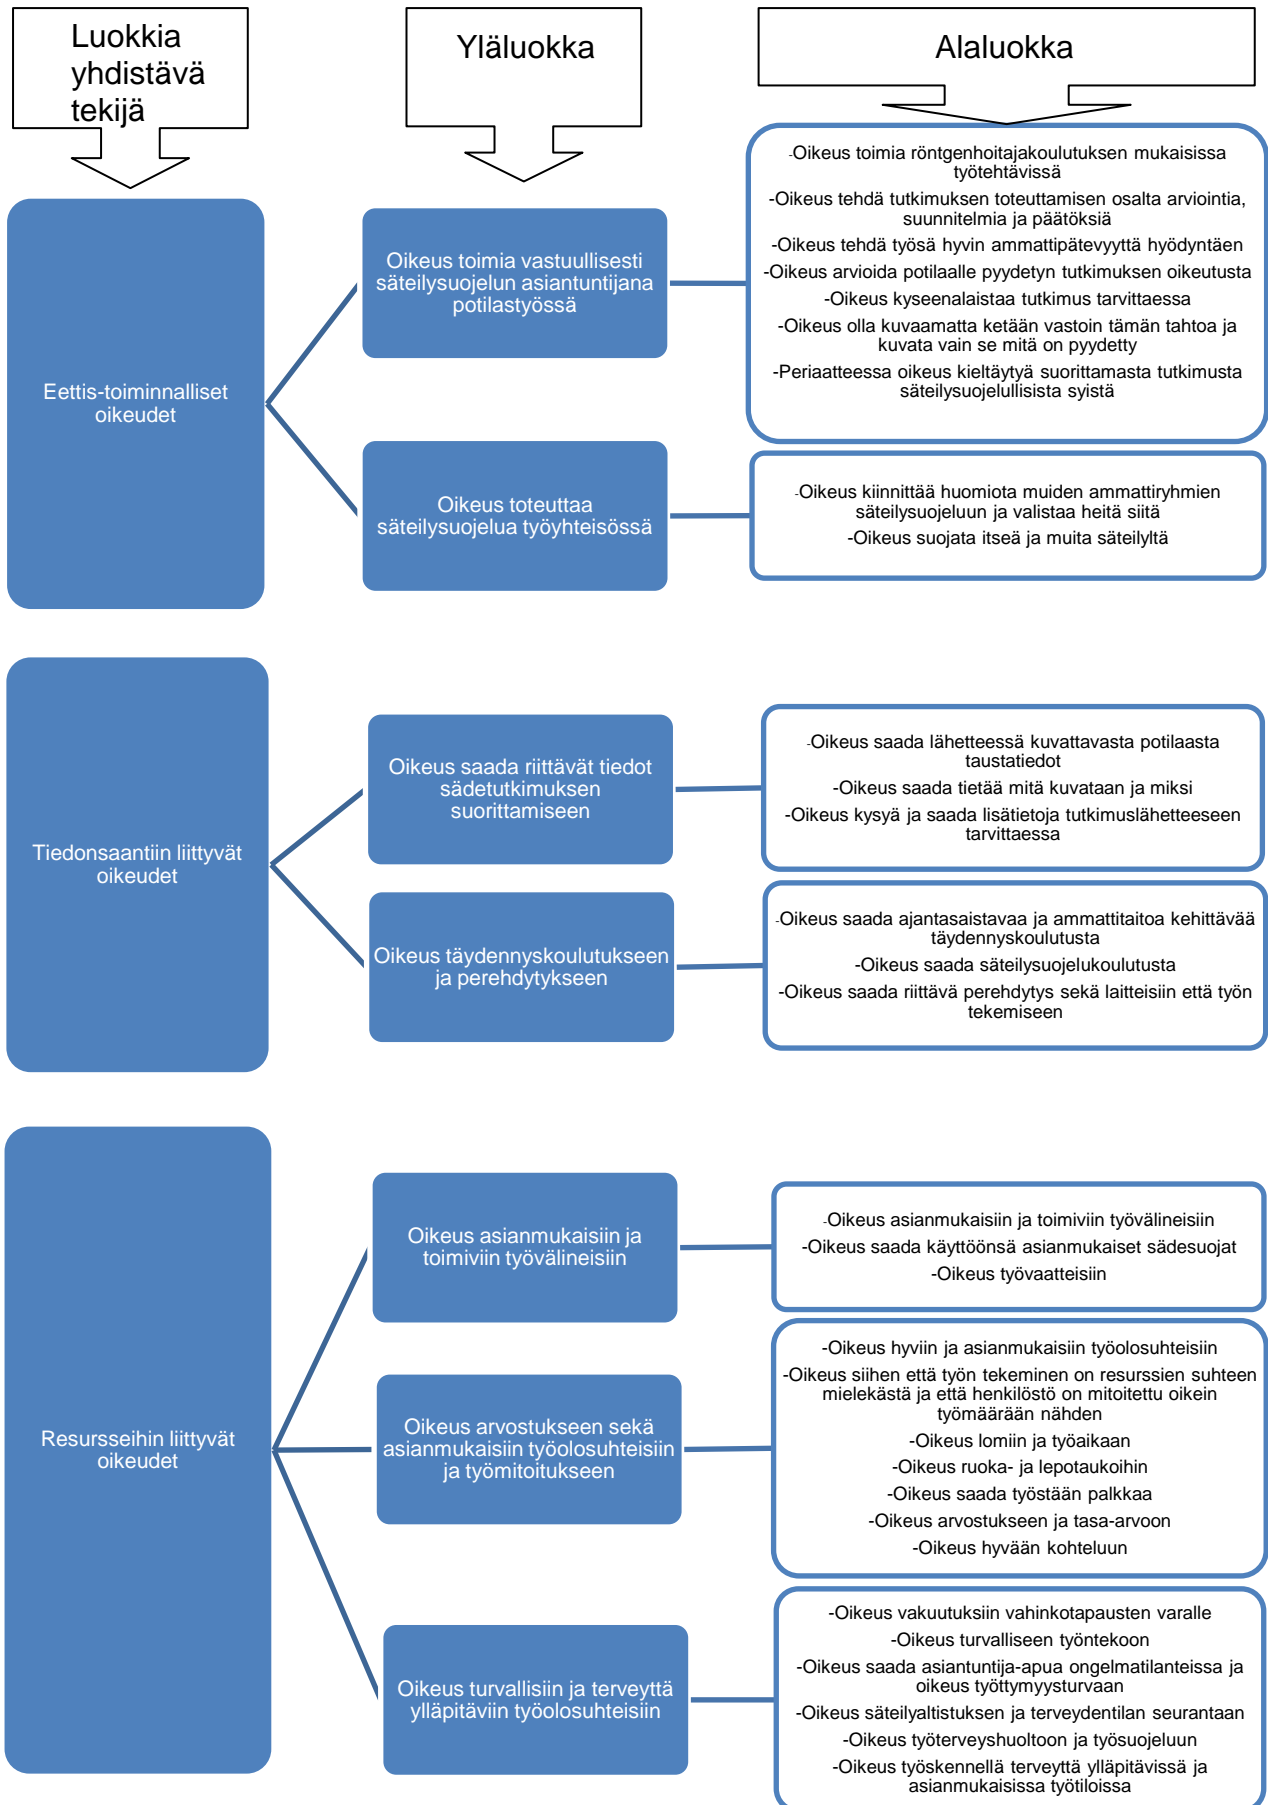 Luokkia
yhdistävä
tekijä
Yläluokka
Alaluokka
Eettis-toiminnalliset
oikeudet
Oikeus toimia vastuullisesti
säteilysuojelun asiantuntijana
potilastyössä
-Oikeus toimia röntgenhoitajakoulutuksen mukaisissa
työtehtävissä
-Oikeus tehdä tutkimuksen toteuttamisen osalta arviointia,
suunnitelmia ja päätöksiä
-Oikeus tehdä työsä hyvin ammattipätevyyttä hyödyntäen
-Oikeus arvioida potilaalle pyydetyn tutkimuksen oikeutusta
-Oikeus kyseenalaistaa tutkimus tarvittaessa
-Oikeus olla kuvaamatta ketään vastoin tämän tahtoa ja
kuvata vain se mitä on pyydetty
-Periaatteessa oikeus kieltäytyä suorittamasta tutkimusta
säteilysuojelullisista syistä
Oikeus toteuttaa
säteilysuojelua työyhteisössä
-Oikeus kiinnittää huomiota muiden ammattiryhmien
säteilysuojeluun ja valistaa heitä siitä
-Oikeus suojata itseä ja muita säteilyltä
Tiedonsaantiin liittyvät
oikeudet
Oikeus saada riittävät tiedot
sädetutkimuksen
suorittamiseen
-Oikeus saada lähetteessä kuvattavasta potilaasta
taustatiedot
-Oikeus saada tietää mitä kuvataan ja miksi
-Oikeus kysyä ja saada lisätietoja tutkimuslähetteeseen
tarvittaessa
Oikeus täydennyskoulutukseen
ja perehdytykseen
-Oikeus saada ajantasaistavaa ja ammattitaitoa kehittävää
täydennyskoulutusta
-Oikeus saada säteilysuojelukoulutusta
-Oikeus saada riittävä perehdytys sekä laitteisiin että työn
tekemiseen
Resursseihin liittyvät
oikeudet
Oikeus asianmukaisiin ja
toimiviin työvälineisiin
-Oikeus asianmukaisiin ja toimiviin työvälineisiin
-Oikeus saada käyttöönsä asianmukaiset sädesuojat
-Oikeus työvaatteisiin
Oikeus arvostukseen sekä
asianmukaisiin työolosuhteisiin
ja työmitoitukseen
-Oikeus hyviin ja asianmukaisiin työolosuhteisiin
-Oikeus siihen että työn tekeminen on resurssien suhteen
mielekästä ja että henkilöstö on mitoitettu oikein
työmäärään nähden
-Oikeus lomiin ja työaikaan
-Oikeus ruoka- ja lepotaukoihin
-Oikeus saada työstään palkkaa
-Oikeus arvostukseen ja tasa-arvoon
-Oikeus hyvään kohteluun
Oikeus turvallisiin ja terveyttä
ylläpitäviin työolosuhteisiin
-Oikeus vakuutuksiin vahinkotapausten varalle
-Oikeus turvalliseen työntekoon
-Oikeus saada asiantuntija-apua ongelmatilanteissa ja
oikeus työttymyysturvaan
-Oikeus säteilyaltistuksen ja terveydentilan seurantaan
-Oikeus työterveyshuoltoon ja työsuojeluun
-Oikeus työskennellä terveyttä ylläpitävissä ja
asianmukaisissa työtiloissa